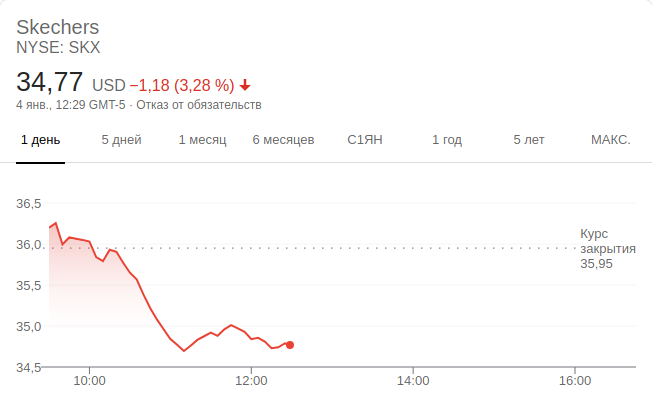 Skechers
NYSE: SKX
34,77 USD −1,18 (3,28 %)
4 янв., 12:29 GMT-5 · Отказ от обязательств
1 день 5 дней 1 месяц 6 месяцев С1ЯН 1 год 5 лет МАКС.
36,5
36,0
35,5
35,0
34,5
Курс
закрытия
35,95
10:00 12:00 14:00 16:00